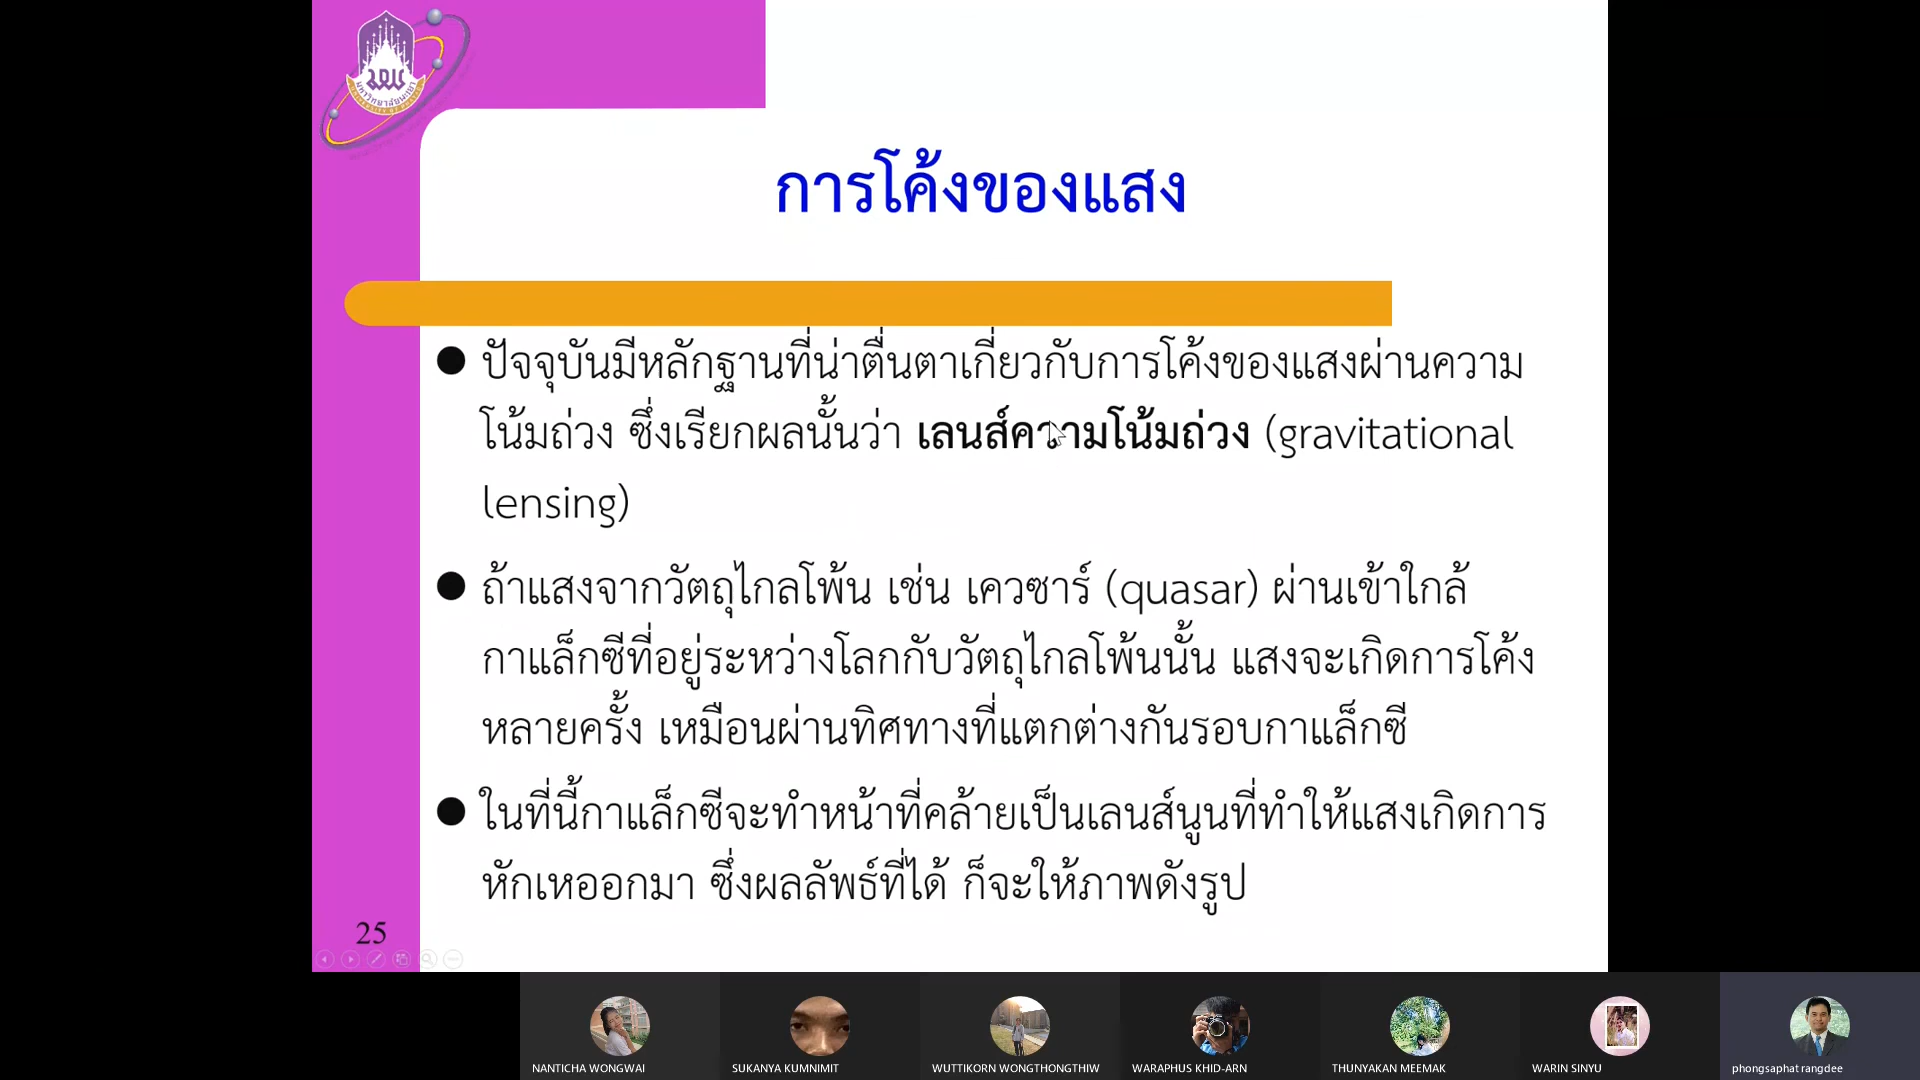 มหาวิทยาลัยพะเยา
การโค้งของแสง
ปัจจุบันมีหลักฐานที่น่าตื่นตาเกี่ยวกับการโค้งของแสงผ่านความ
โน้มถ่วง ซึ่งเรียกผลนั้นว่า เลนส์ความโน้มถ่วง (gravitational
lensing)
ถ้าแสงจากวัตถุไกลโพ้น เช่น เควซาร์ (quasar) ผ่านเข้าใกล้
กาแล็กซีที่อยู่ระหว่างโลกกับวัตถุไกลโพ้นนั้น แสงจะเกิดการโค้ง
หลายครั้ง เหมือนผ่านทิศทางที่แตกต่างกันรอบกาแล็กซี
ในที่นี้กาแล็กซีจะทำหน้าที่คล้ายเป็นเลนส์นูนที่ทำให้แสงเกิดการ
หักเหออกมา ซึ่งผลลัพธ์ที่ได้ ก็จะให้ภาพดังรูป
25
NANTICHA WONGWAI
SUKANYA KUMNIMIT
WUTTIKORN WONGTHONGTHIW
WARAPHUS KHID-ARN
THUNYAKAN MEEMAK
WARIN SINYU
phongsaphat rangdee